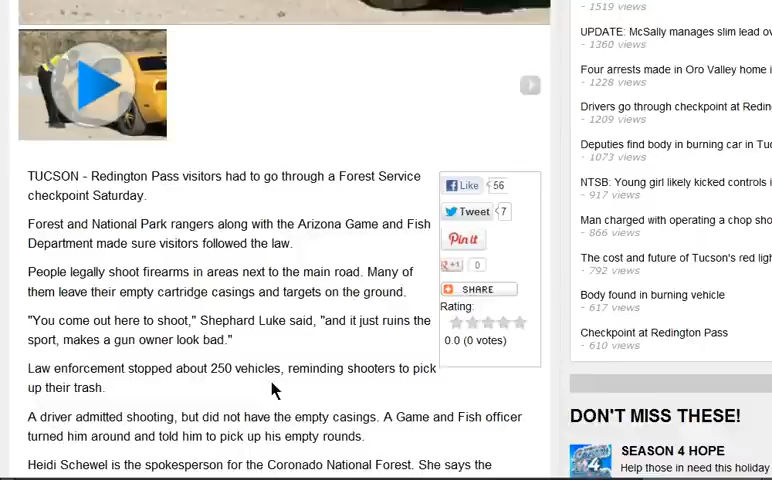 TUCSON - Redington Pass visitors had to go through a Forest Service
checkpoint Saturday.
Forest and National Park rangers along with the Arizona Game and Fish
Department made sure visitors followed the law.
People legally shoot firearms in areas next to the main road. Many of
them leave their empty cartridge casings and targets on the ground.
"You come out here to shoot," Shephard Luke said, "and it just ruins the
sport, makes a gun owner look bad."
Law enforcement stopped about 250 vehicles, reminding shooters to pick
up their trash.
A driver admitted shooting, but did not have the empty casings. A Game and Fish officer
turned him around and told him to pick up his empty rounds.
Heidi Schewel is the spokesperson for the Coronado National Forest. She says the
Like 56
Tweet 7
Pin it
+1 0
SHARE
Rating:
0.0 (0 votes)
- 1519 views
UPDATE: McSally manages slim lead
- 1360 views
Four arrests made in Oro Valley home
- 1228 views
Drivers go through checkpoint at
- 1209 views
Deputies find body in burning car in
- 1073 views
NTSB: Young girl likely kicked controls
- 917 views
Man charged with operating a chop
- 866 views
The cost and future of Tucson's red
- 792 views
Body found in burning vehicle
- 617 views
Checkpoint at Redington Pass
- 610 views
DON'T MISS THESE!
SEASON 4 HOPE
Help those in need this holiday